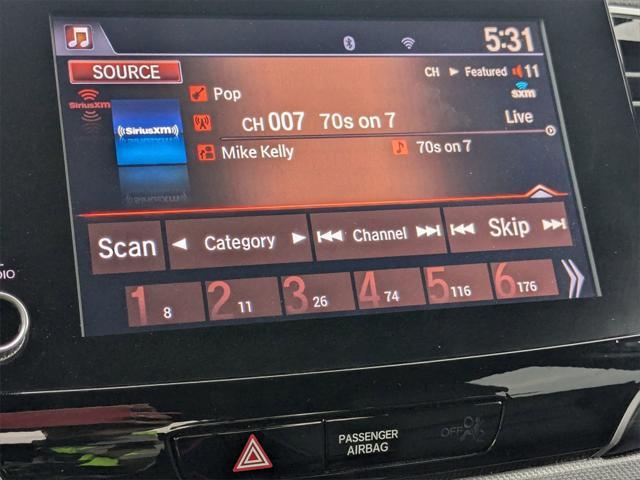 5:31
SOURCE
CH ► Featured 11
SiriusXM
Pop
sxm
((SiriusXM))
CH 007 70s on 7
Live
Mike Kelly
70s on 7
Scan
◄ Category ►
Channel
Skip
1 8
2 11
3 26
4 74
5 116
6 176
DIO
PASSENGER
AIRBAG
OFF